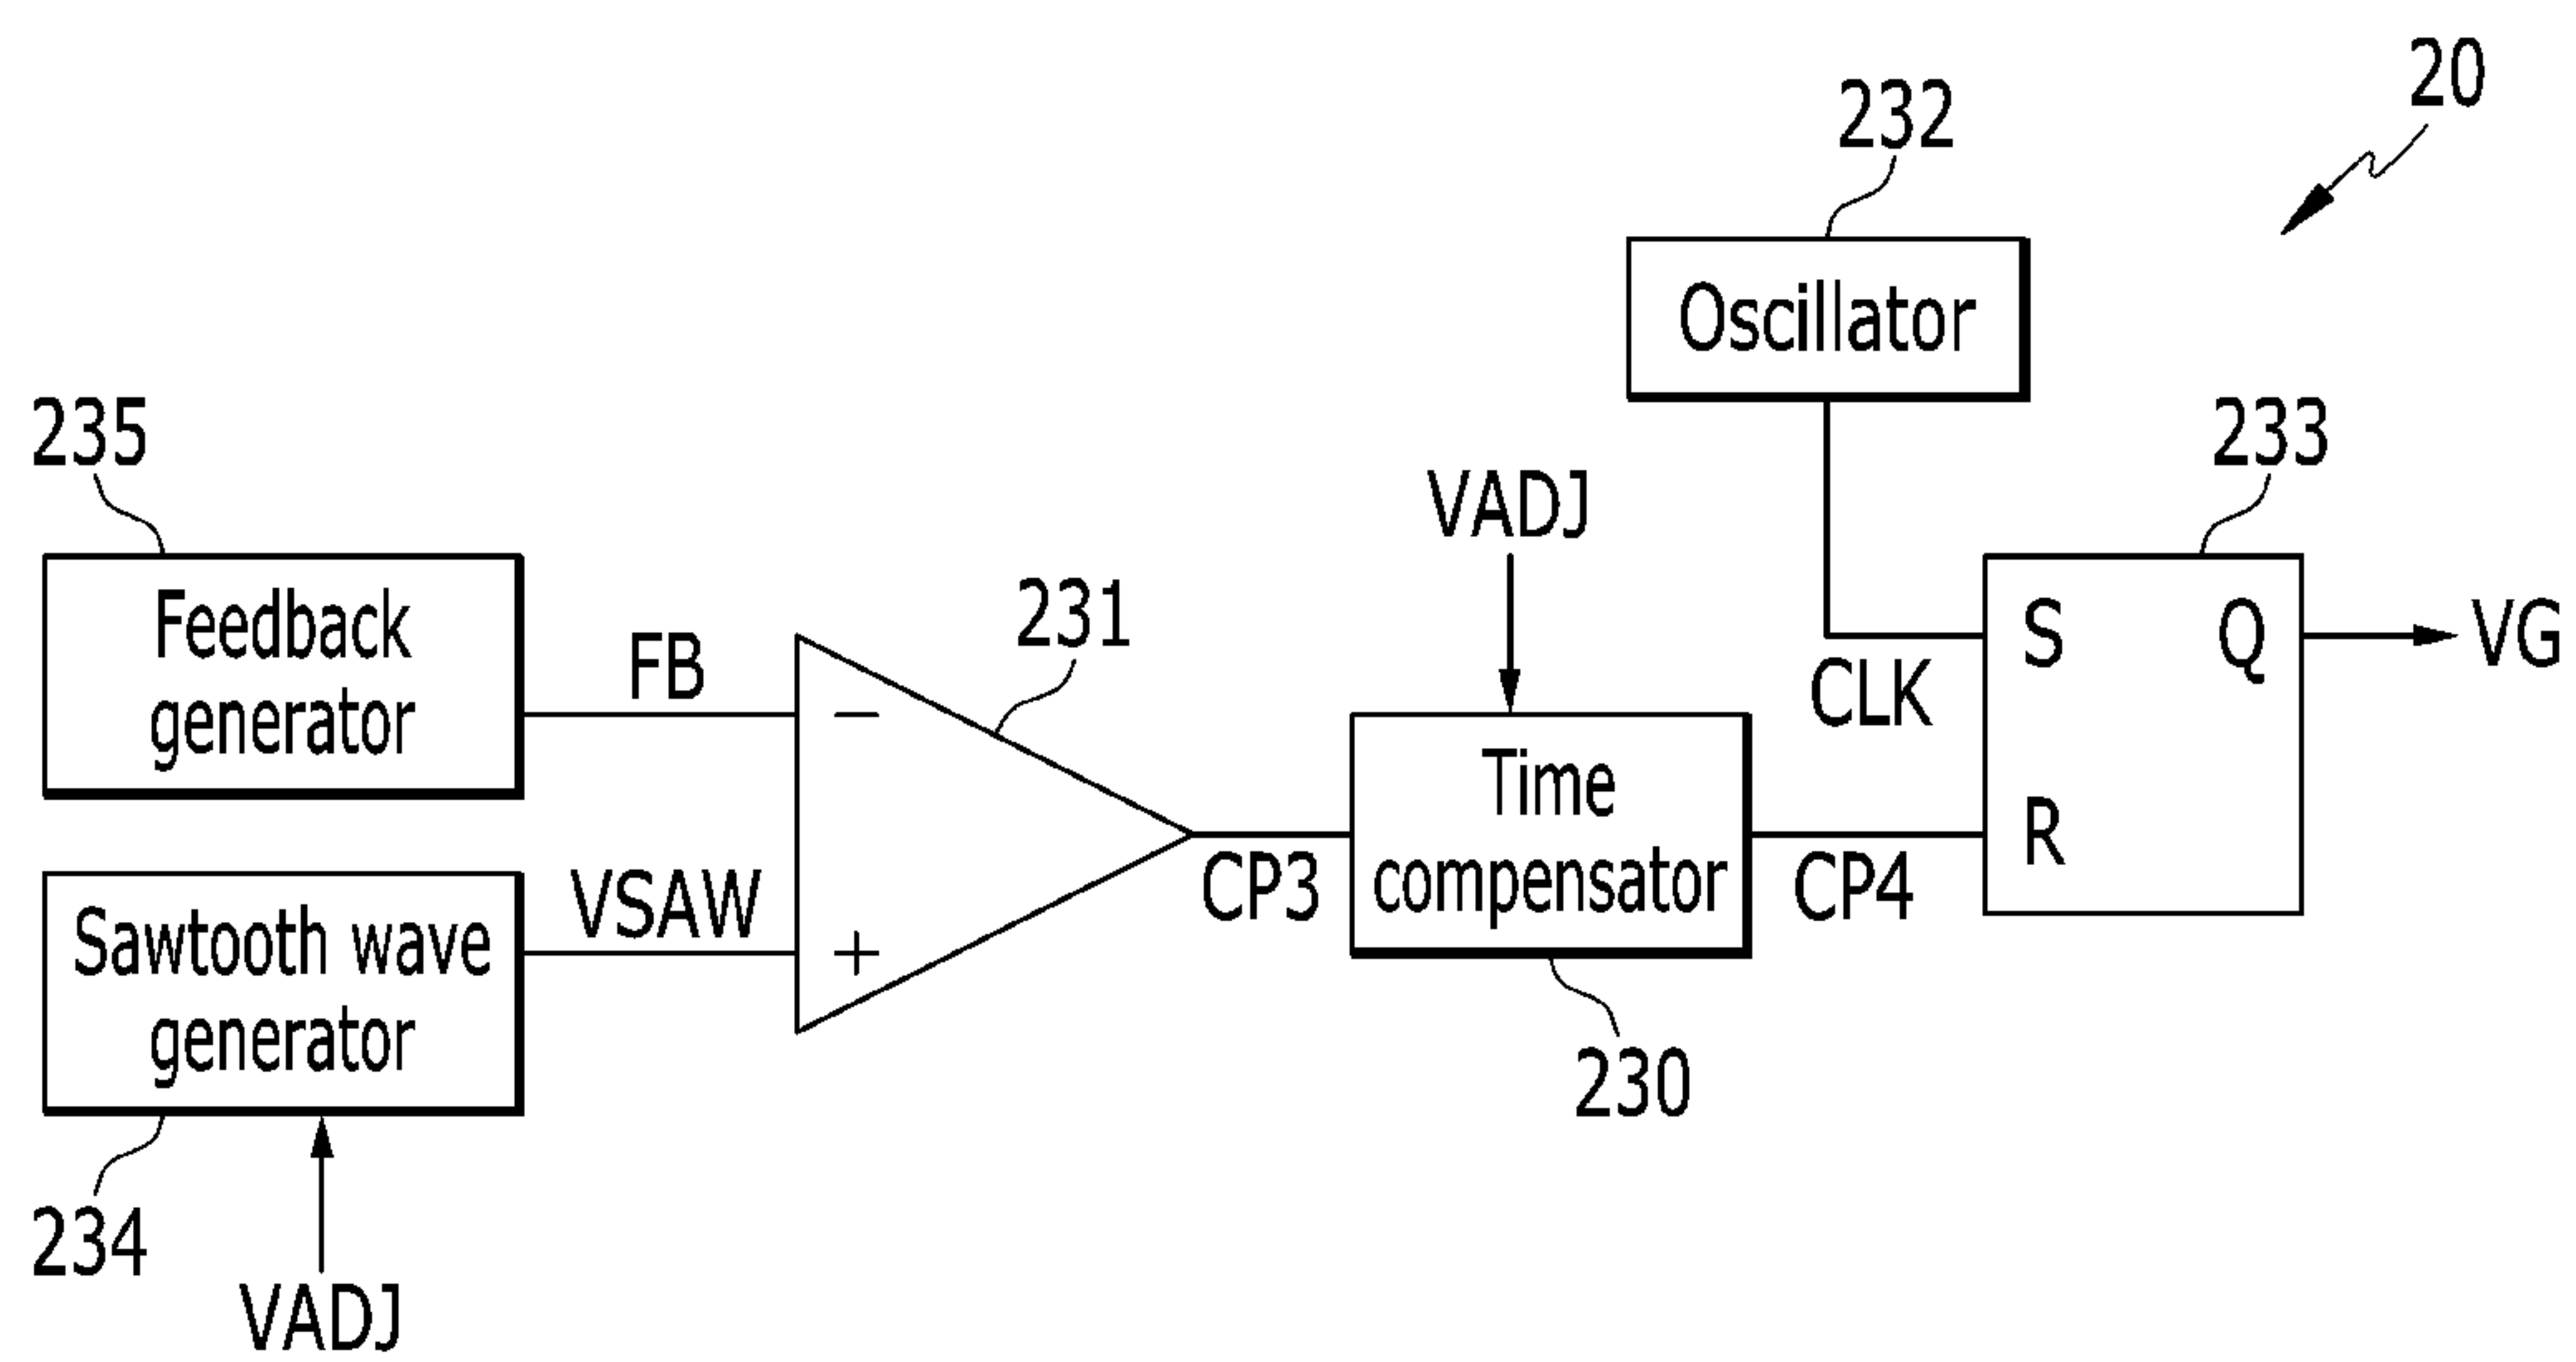 20
232
Oscillator
235
233
VADJ
Feedback
generator
FB
231
S
Q
VG
CLK
Time
compensator
R
−
+
CP3
CP4
VSAW
Sawtooth wave
generator
230
234
VADJ